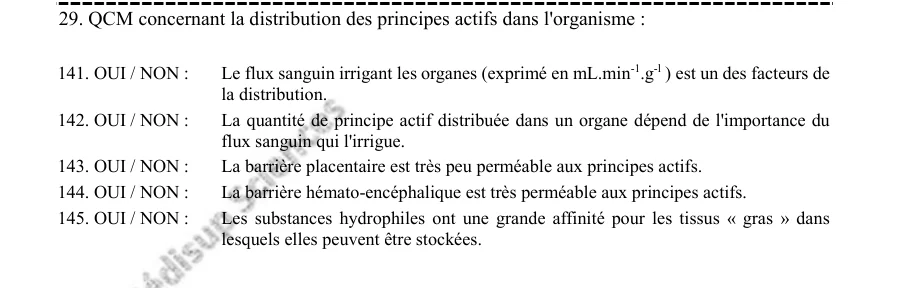 29. QCM concernant la distribution des principes actifs dans l'organisme :
141. OUI / NON : Le flux sanguin irrigant les organes (exprimé en mL.min⁻¹.g⁻¹ ) est un des facteurs de
la distribution.
142. OUI / NON : La quantité de principe actif distribuée dans un organe dépend de l'importance du
flux sanguin qui l'irrigue.
143. OUI / NON : La barrière placentaire est très peu perméable aux principes actifs.
144. OUI / NON : La barrière hémato-encéphalique est très perméable aux principes actifs.
145. OUI / NON : Les substances hydrophiles ont une grande affinité pour les tissus « gras » dans
lesquels elles peuvent être stockées.
édisup sciences